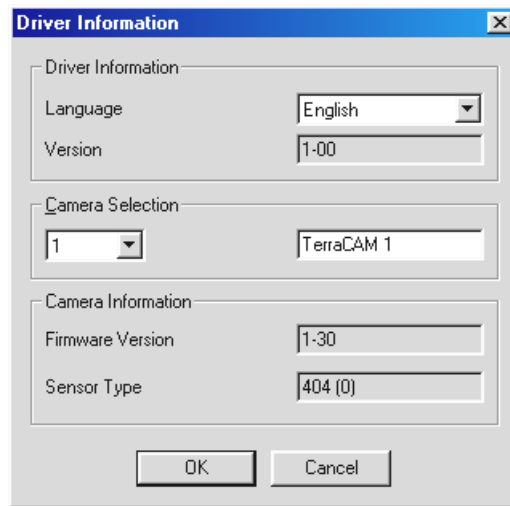 Driver Information
Driver Information
Language English
Version 1-00
Camera Selection
1 TerraCAM 1
Camera Information
Firmware Version 1-30
Sensor Type 404 (0)
OK Cancel